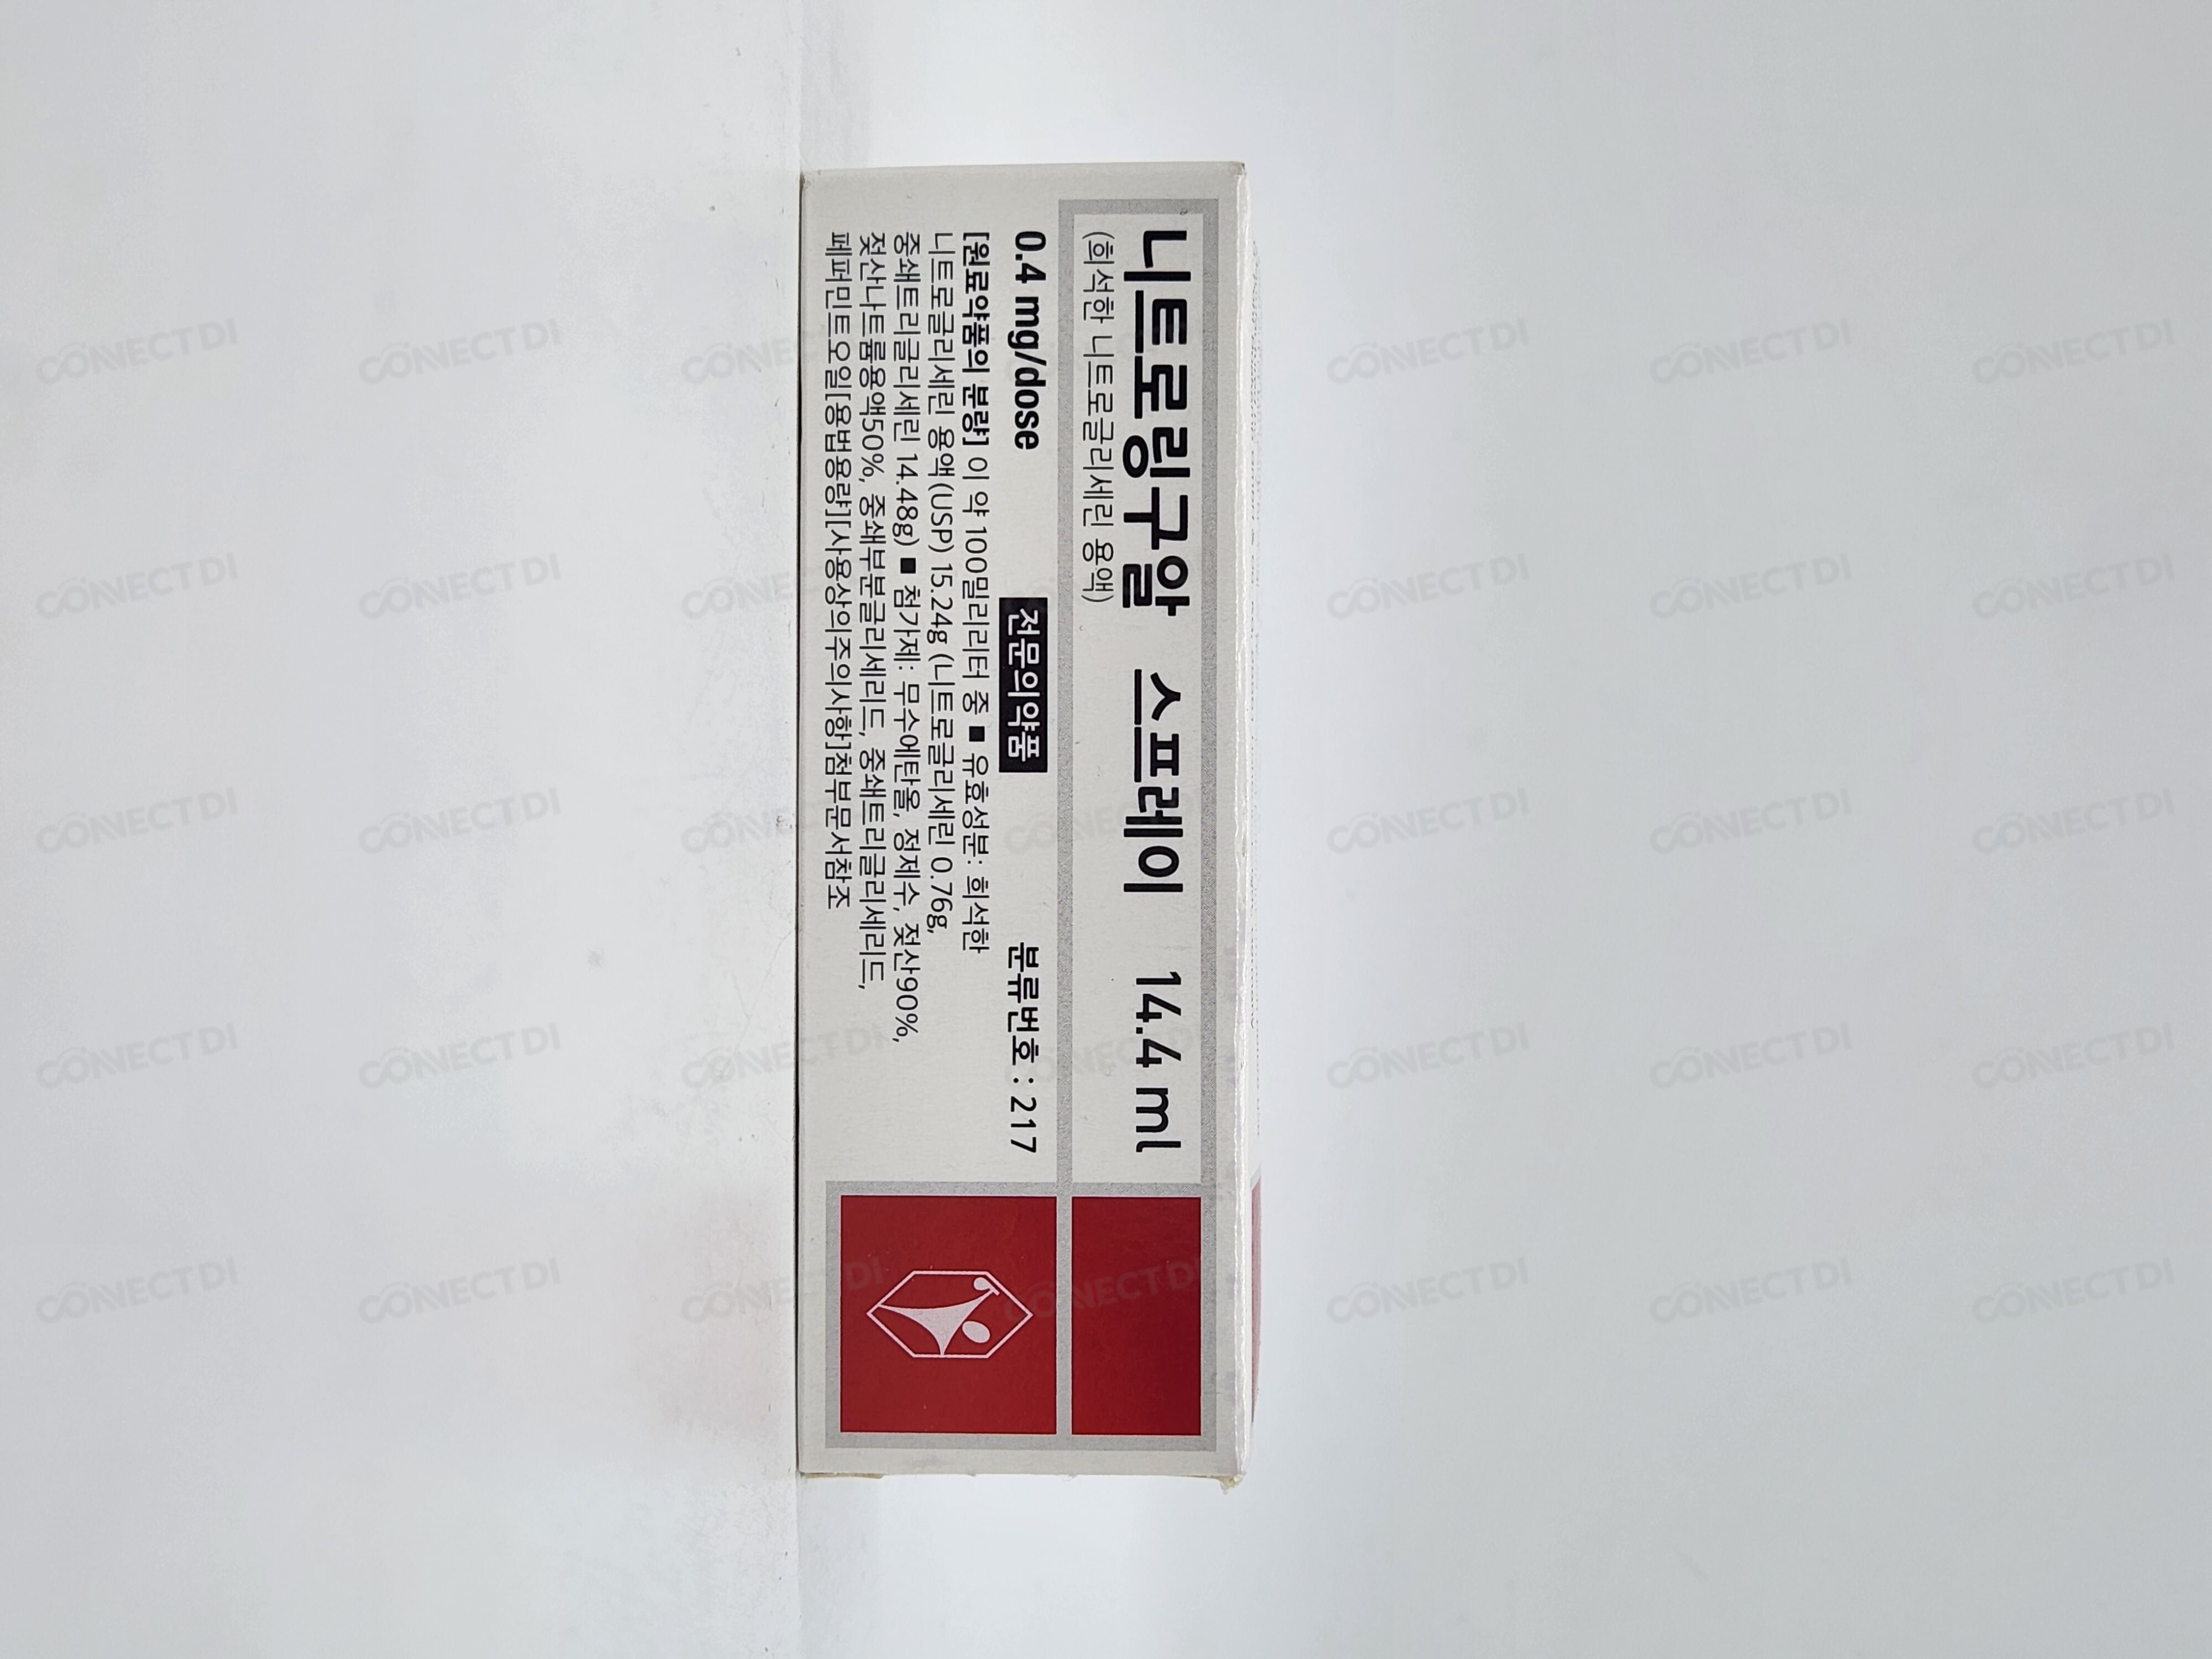 니트로링구알 스프레이 14.4 ml
(희석한 니트로글리세린 용액)
0.4 mg/dose 전문의약품 분류번호 : 217
[원료약품의 분량] 이 약 100밀리리터 중 ■ 유효성분: 희석한
니트로글리세린 용액(USP) 15.24g (니트로글리세린 0.76g,
중쇄트리글리세린 14.48g) ■ 첨가제: 무수에탄올, 정제수, 젖산90%,
젖산나트륨용액50%, 중쇄부분글리세리드, 중쇄트리글리세리드,
페퍼민트오일[용법용량][사용상의주의사항]첨부문서참조
CONNECT DI